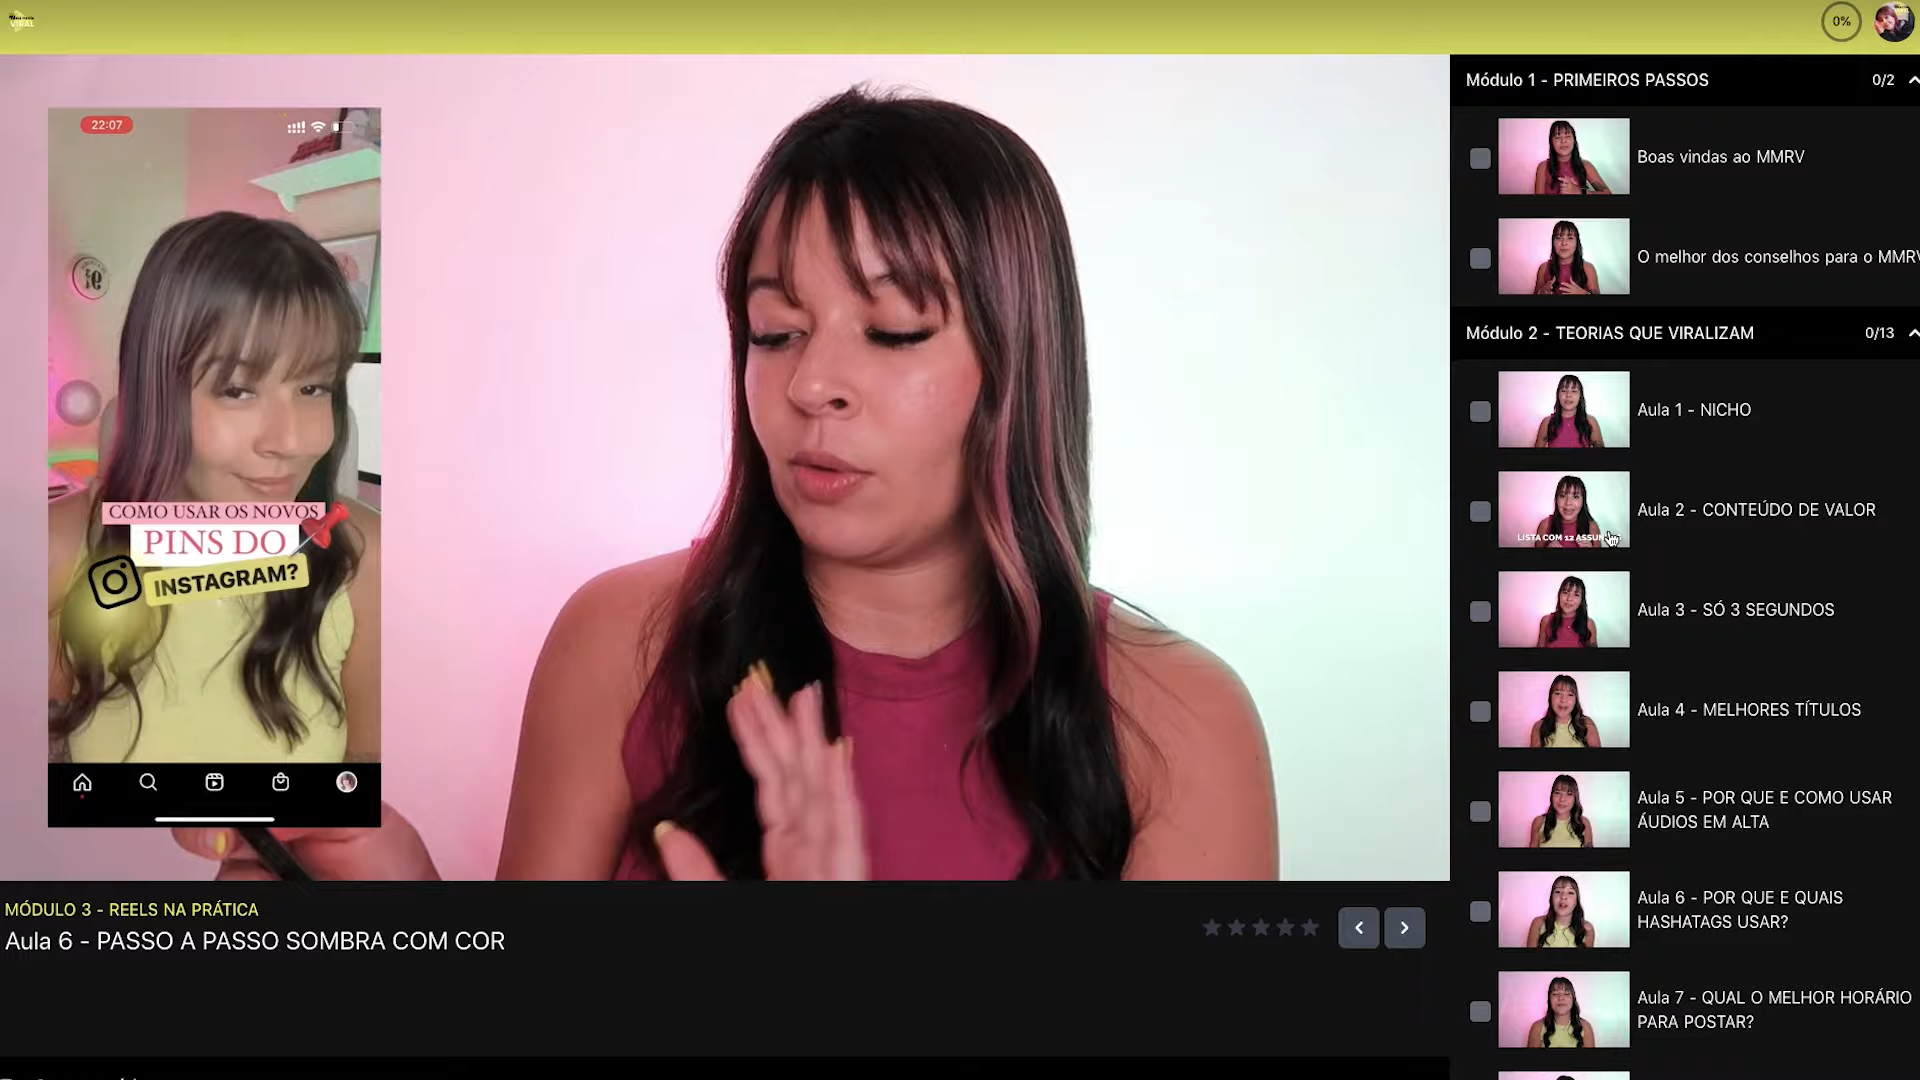 VIRAL
0%
22:07
COMO USAR OS NOVOS
PINS DO
INSTAGRAM?
MÓDULO 3 - REELS NA PRÁTICA
Aula 6 - PASSO A PASSO SOMBRA COM COR
Módulo 1 - PRIMEIROS PASSOS
0/2
Boas vindas ao MMRV
O melhor dos conselhos para o MMRV
Módulo 2 - TEORIAS QUE VIRALIZAM
0/13
Aula 1 - NICHO
LISTA COM 12
Aula 2 - CONTEÚDO DE VALOR
Aula 3 - SÓ 3 SEGUNDOS
Aula 4 - MELHORES TÍTULOS
Aula 5 - POR QUE E COMO USAR
ÁUDIOS EM ALTA
Aula 6 - POR QUE E QUAIS
HASHATAGS USAR?
Aula 7 - QUAL O MELHOR HORÁRIO
PARA POSTAR?